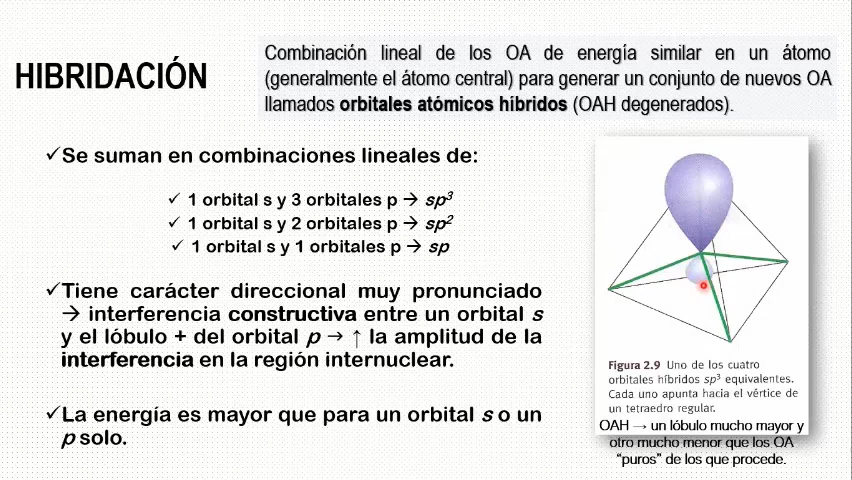 HIBRIDACIÓN
Combinación lineal de los OA de energía similar en un átomo
(generalmente el átomo central) para generar un conjunto de nuevos OA
llamados orbitales atómicos híbridos (OAH degenerados).
✓Se suman en combinaciones lineales de:
✓ 1 orbital s y 3 orbitales p → sp³
✓ 1 orbital s y 2 orbitales p → sp²
✓ 1 orbital s y 1 orbitales p → sp
✓Tiene carácter direccional muy pronunciado
→ interferencia constructiva entre un orbital s
y el lóbulo + del orbital p → ↑ la amplitud de la
interferencia en la región internuclear.
✓La energía es mayor que para un orbital s o un
p solo.
Figura 2.9 Uno de los cuatro
orbitales híbridos sp³ equivalentes.
Cada uno apunta hacia el vértice de
un tetraedro regular.
OAH → un lóbulo mucho mayor y
otro mucho menor que los OA
“puros” de los que procede.